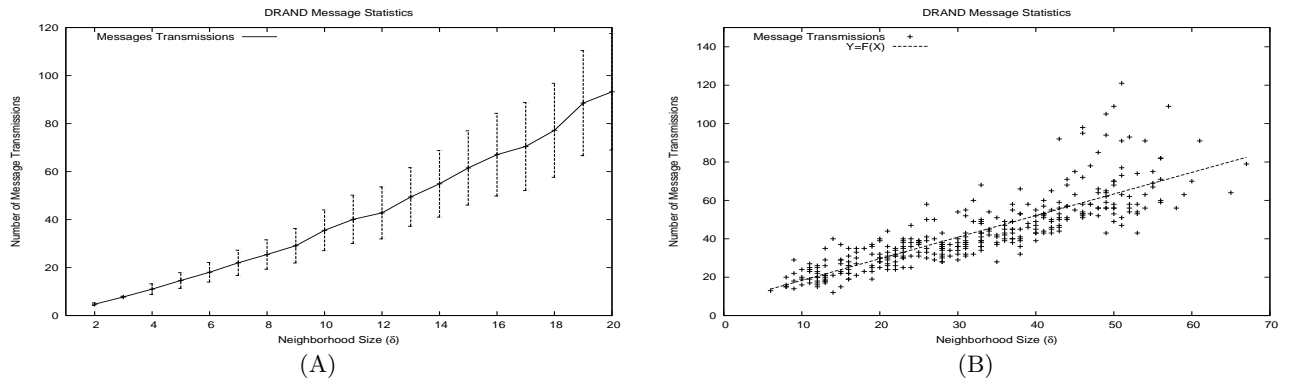 DRAND Message Statistics
Messages Transmissions
Number of Message Transmissions
120
100
80
60
40
20
0
2 4 6 8 10 12 14 16 18 20
Neighborhood Size (δ)
(A)
DRAND Message Statistics
Message Transmissions
Y=F(X)
Number of Message Transmissions
140
120
100
80
60
40
20
0
0 10 20 30 40 50 60 70
Neighborhood Size (δ)
(B)